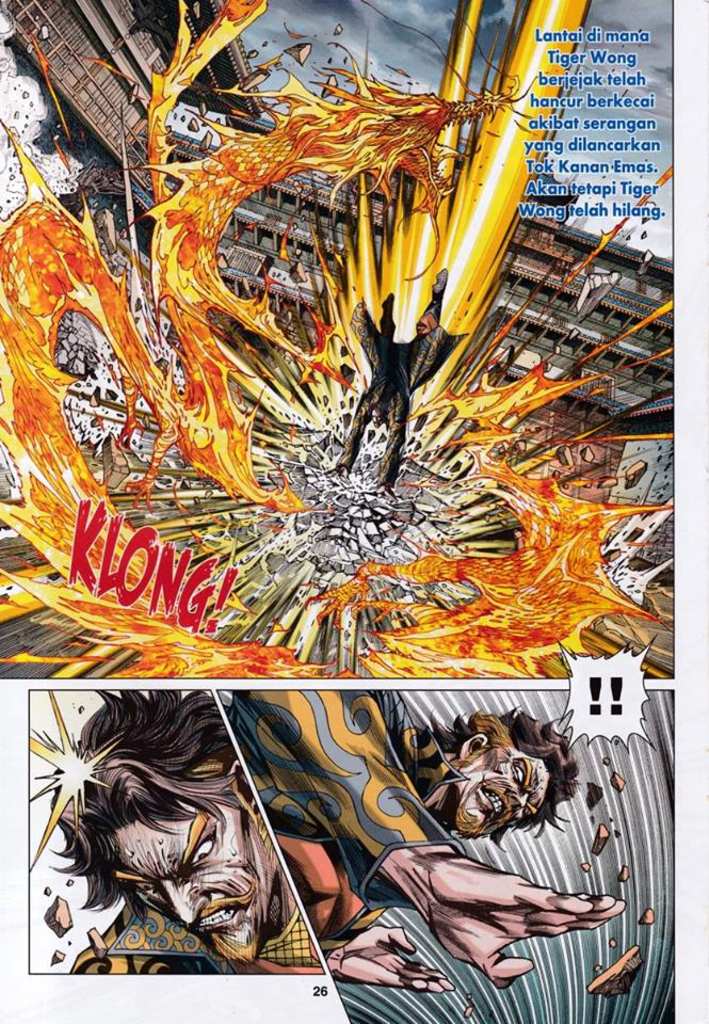 Lantai di mana
Tiger Wong
berjejak telah
hancur berkecai
akibat serangan
yang dilancarkan
Tok Kanan Emas.
Akan tetapi Tiger
Wong telah hilang.
KLONG!
!!
26